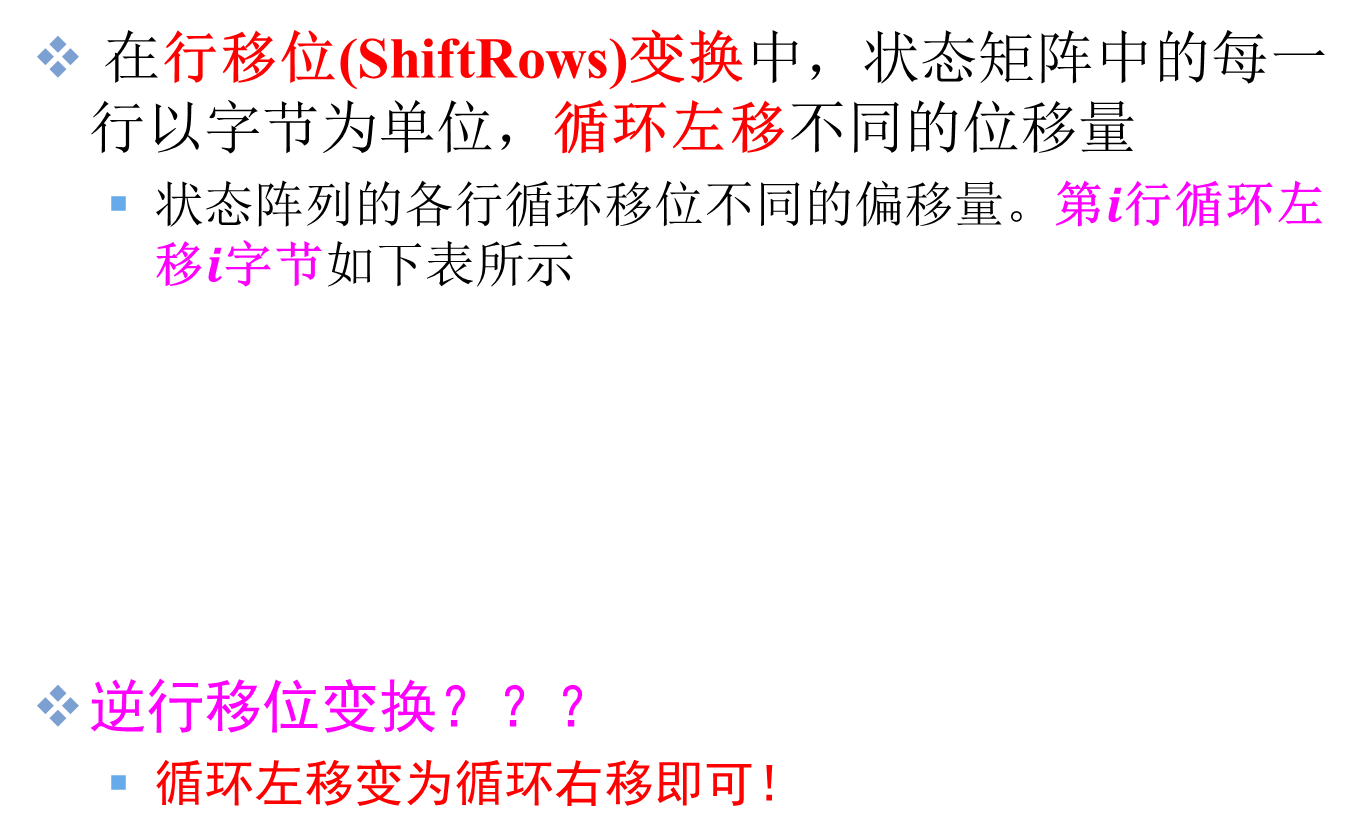 在行移位(ShiftRows)变换中，状态矩阵中的每一
行以字节为单位，循环左移不同的位移量
状态阵列的各行循环移位不同的偏移量。第i行循环左
移i字节如下表所示
逆行移位变换？？？
循环左移变为循环右移即可！